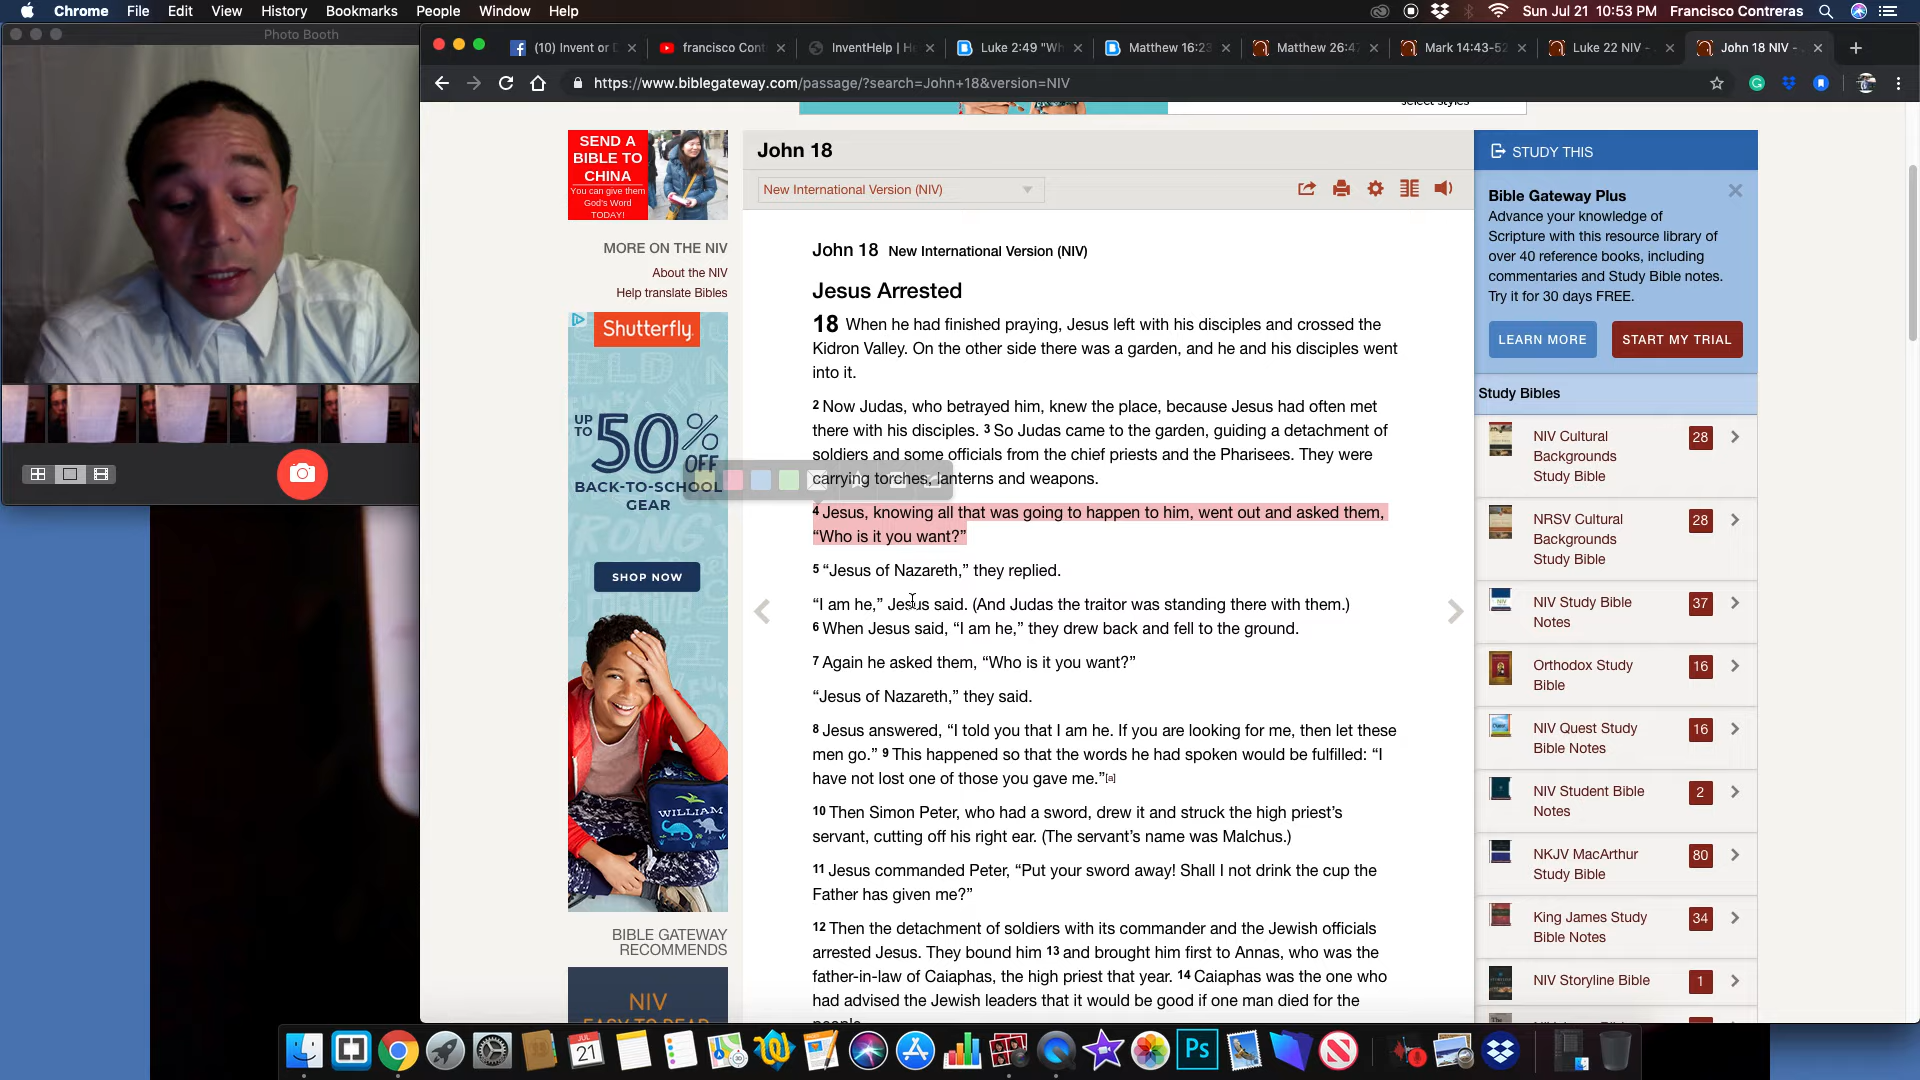 Chrome File Edit View History Bookmarks People Window Help
Sun Jul 21 10:53 PM Francisco Contreras
Photo Booth
(10) Invent or D
francisco Cont
InventHelp | He
Luke 2:49 "Wh
Matthew 16:23
Matthew 26:47
Mark 14:43-52
Luke 22 NIV -
John 18 NIV -
https://www.biblegateway.com/passage/?search=John+18&version=NIV
select styles
SEND A
BIBLE TO
CHINA
You can give them
God's Word
TODAY!
MORE ON THE NIV
About the NIV
Help translate Bibles
Shutterfly
UP
TO
50%
OFF
BACK-TO-SCHOOL
GEAR
SHOP NOW
WILLIAM
BIBLE GATEWAY
RECOMMENDS
NIV
John 18
New International Version (NIV)
John 18 New International Version (NIV)
Jesus Arrested
18 When he had finished praying, Jesus left with his disciples and crossed the
Kidron Valley. On the other side there was a garden, and he and his disciples went
into it.
2 Now Judas, who betrayed him, knew the place, because Jesus had often met
there with his disciples. 3 So Judas came to the garden, guiding a detachment of
soldiers and some officials from the chief priests and the Pharisees. They were
carrying torches, lanterns and weapons.
4 Jesus, knowing all that was going to happen to him, went out and asked them,
“Who is it you want?”
5 “Jesus of Nazareth,” they replied.
“I am he,” Jesus said. (And Judas the traitor was standing there with them.)
6 When Jesus said, “I am he,” they drew back and fell to the ground.
7 Again he asked them, “Who is it you want?”
“Jesus of Nazareth,” they said.
8 Jesus answered, “I told you that I am he. If you are looking for me, then let these
men go.” 9 This happened so that the words he had spoken would be fulfilled: “I
have not lost one of those you gave me.”[a]
10 Then Simon Peter, who had a sword, drew it and struck the high priest’s
servant, cutting off his right ear. (The servant’s name was Malchus.)
11 Jesus commanded Peter, “Put your sword away! Shall I not drink the cup the
Father has given me?”
12 Then the detachment of soldiers with its commander and the Jewish officials
arrested Jesus. They bound him 13 and brought him first to Annas, who was the
father-in-law of Caiaphas, the high priest that year. 14 Caiaphas was the one who
had advised the Jewish leaders that it would be good if one man died for the
people.
STUDY THIS
Bible Gateway Plus
Advance your knowledge of
Scripture with this resource library of
over 40 reference books, including
commentaries and Study Bible notes.
Try it for 30 days FREE.
LEARN MORE
START MY TRIAL
Study Bibles
NIV Cultural
Backgrounds
Study Bible
28
NRSV Cultural
Backgrounds
Study Bible
28
NIV Study Bible
Notes
37
Orthodox Study
Bible
16
NIV Quest Study
Bible Notes
16
NIV Student Bible
Notes
2
NKJV MacArthur
Study Bible
80
King James Study
Bible Notes
34
NIV Storyline Bible
1
JUL
21
Ps